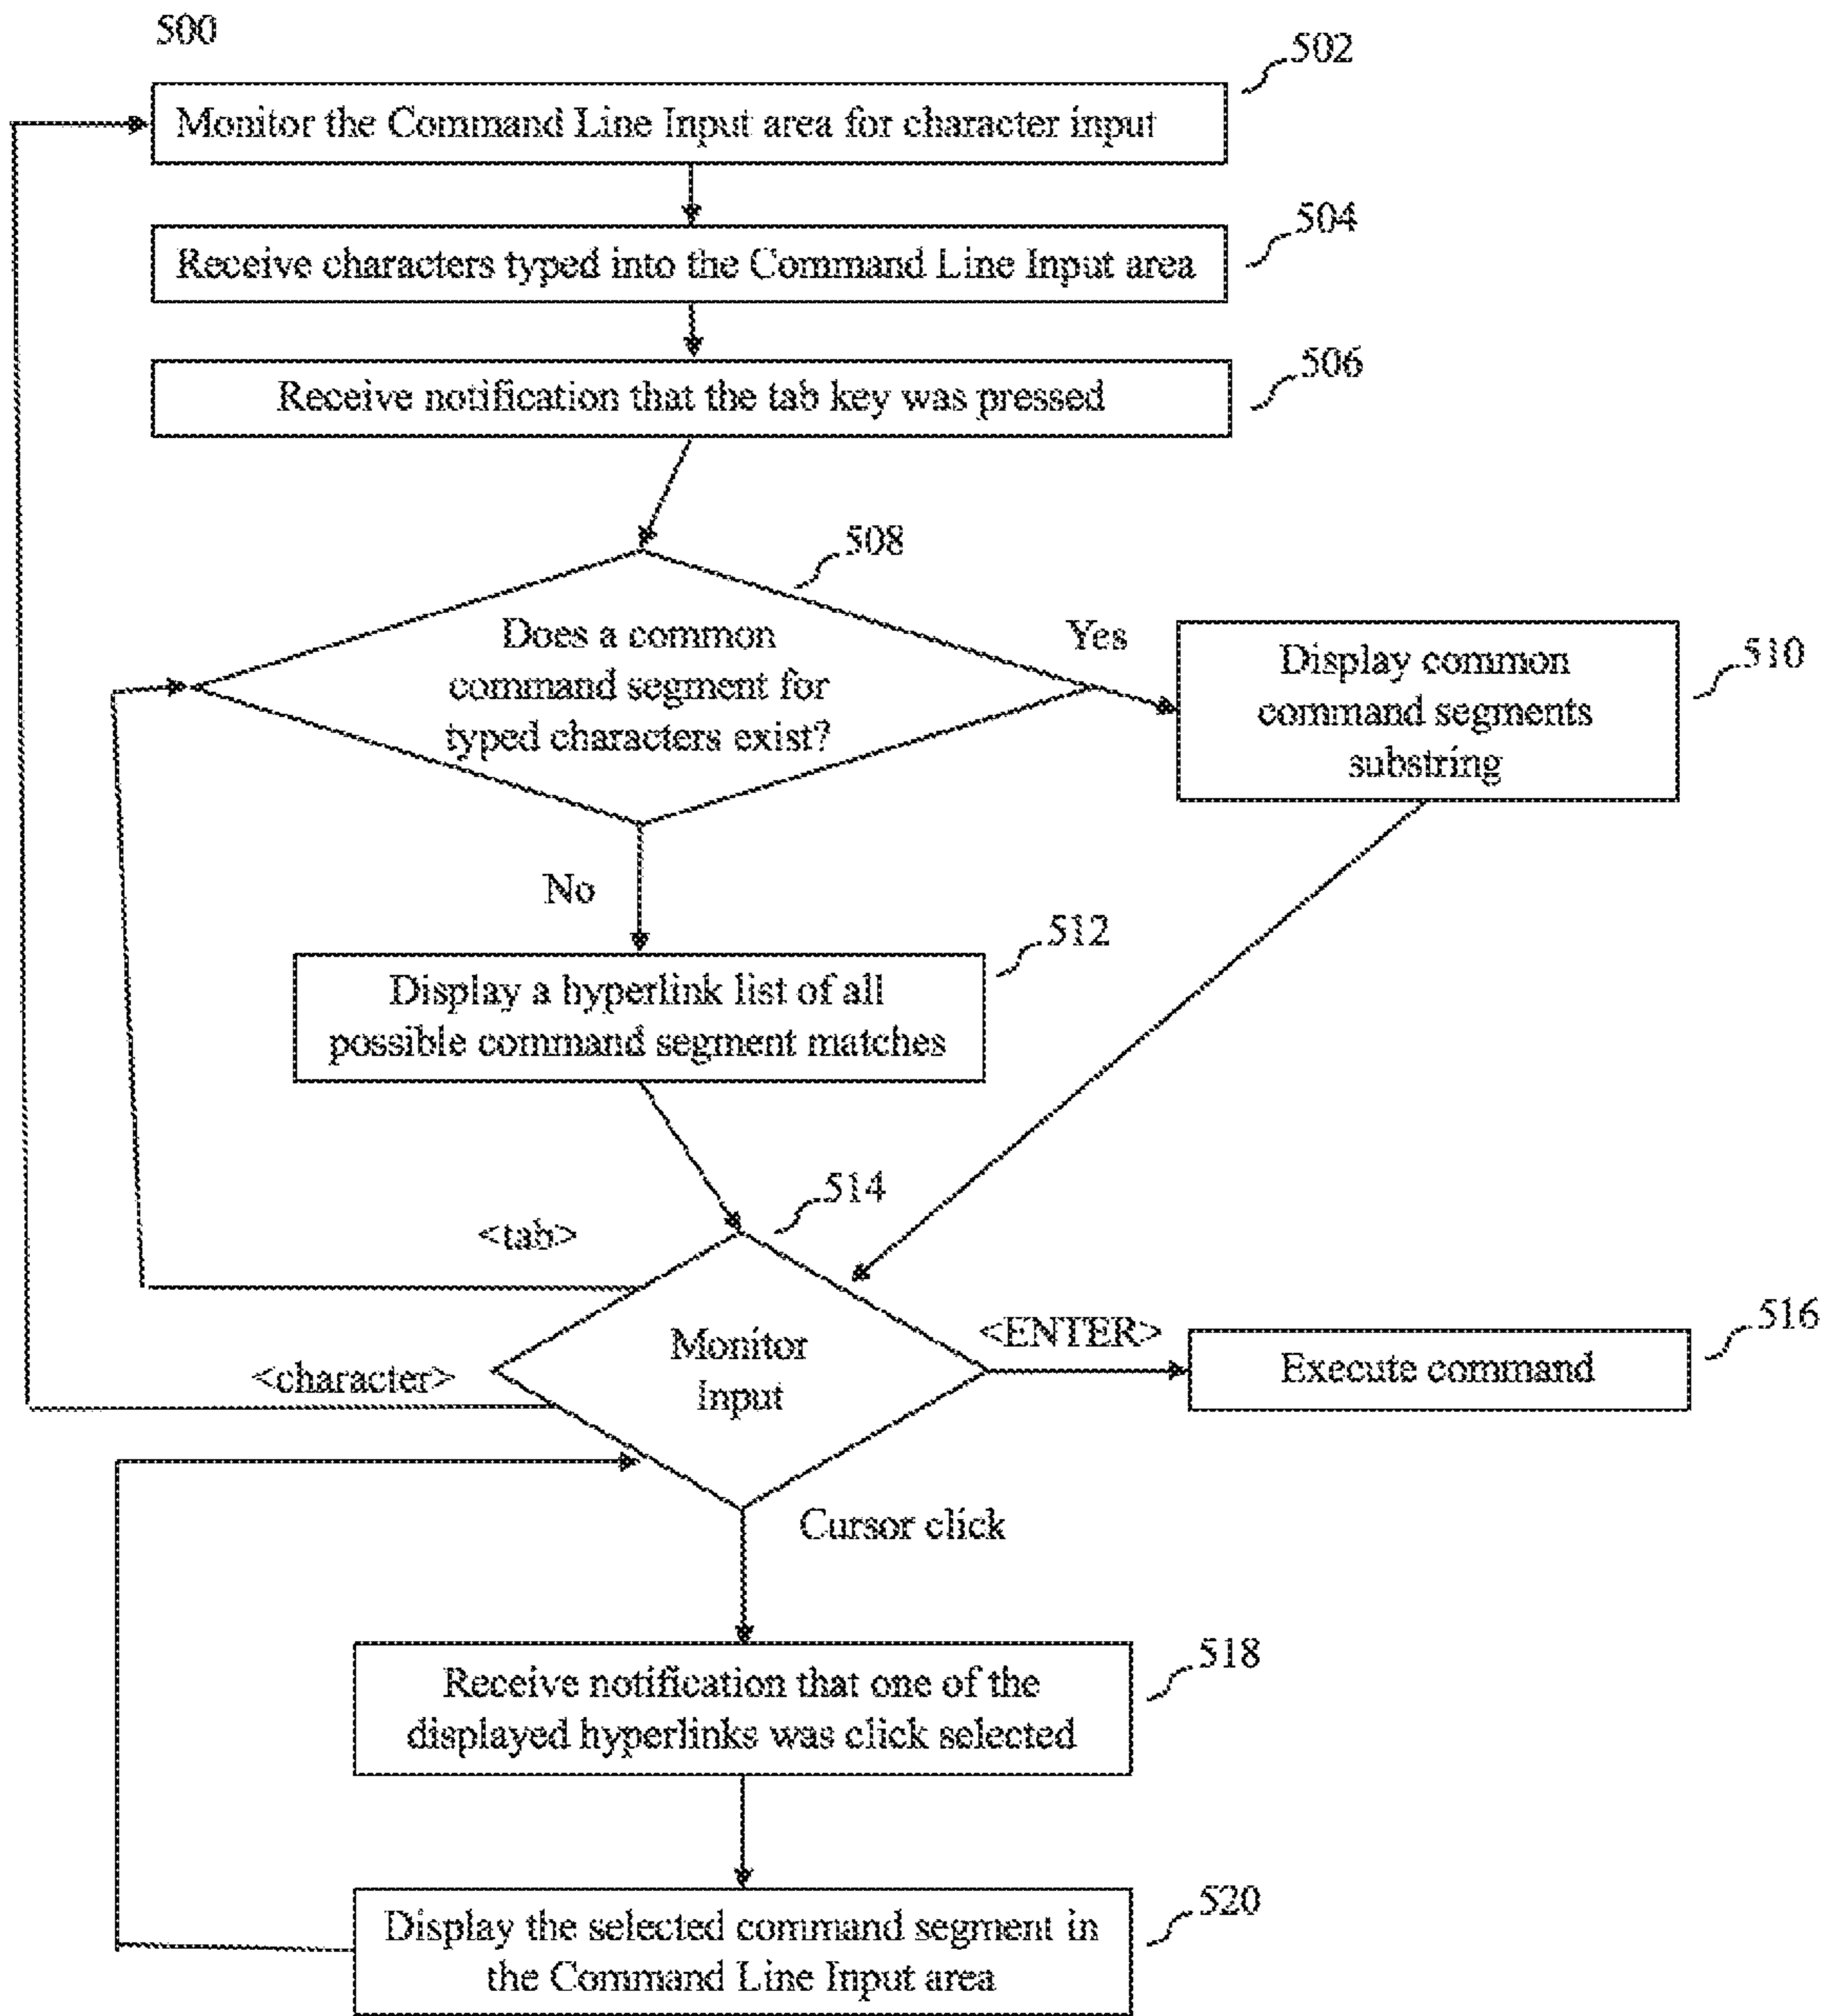 500
502
Monitor the Command Line Input area for character input
504
Receive characters typed into the Command Line Input area
506
Receive notification that the tab key was pressed
508
Does a common
command segment for
typed characters exist?
Yes
510
Display common
command segments
substring
No
512
Display a hyperlink list of all
possible command segment matches
514
<tab>
Monitor
Input
<ENTER>
516
Execute command
<character>
Cursor click
518
Receive notification that one of the
displayed hyperlinks was click selected
520
Display the selected command segment in
the Command Line Input area